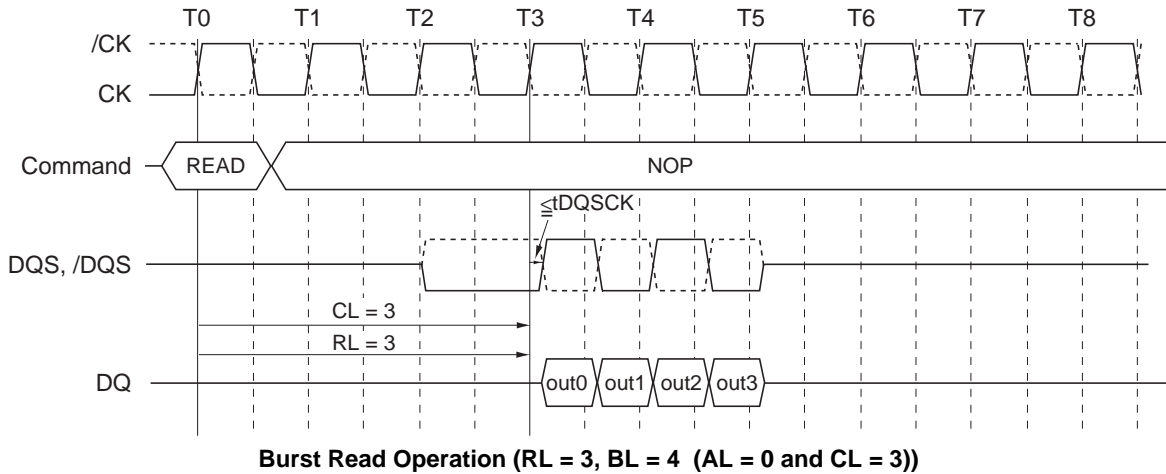 T0 T1 T2 T3 T4 T5 T6 T7 T8
/CK
CK
Command READ NOP
≦tDQSCK
DQS, /DQS
CL = 3
RL = 3
DQ out0 out1 out2 out3
Burst Read Operation (RL = 3, BL = 4 (AL = 0 and CL = 3))